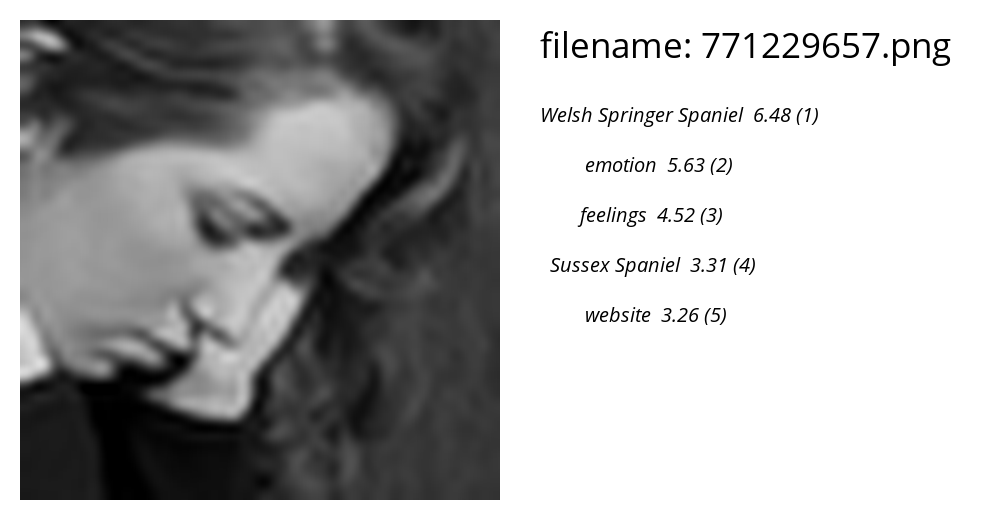 filename: 771229657.png
Welsh Springer Spaniel 6.48 (1)
emotion 5.63 (2)
feelings 4.52 (3)
Sussex Spaniel 3.31 (4)
website 3.26 (5)